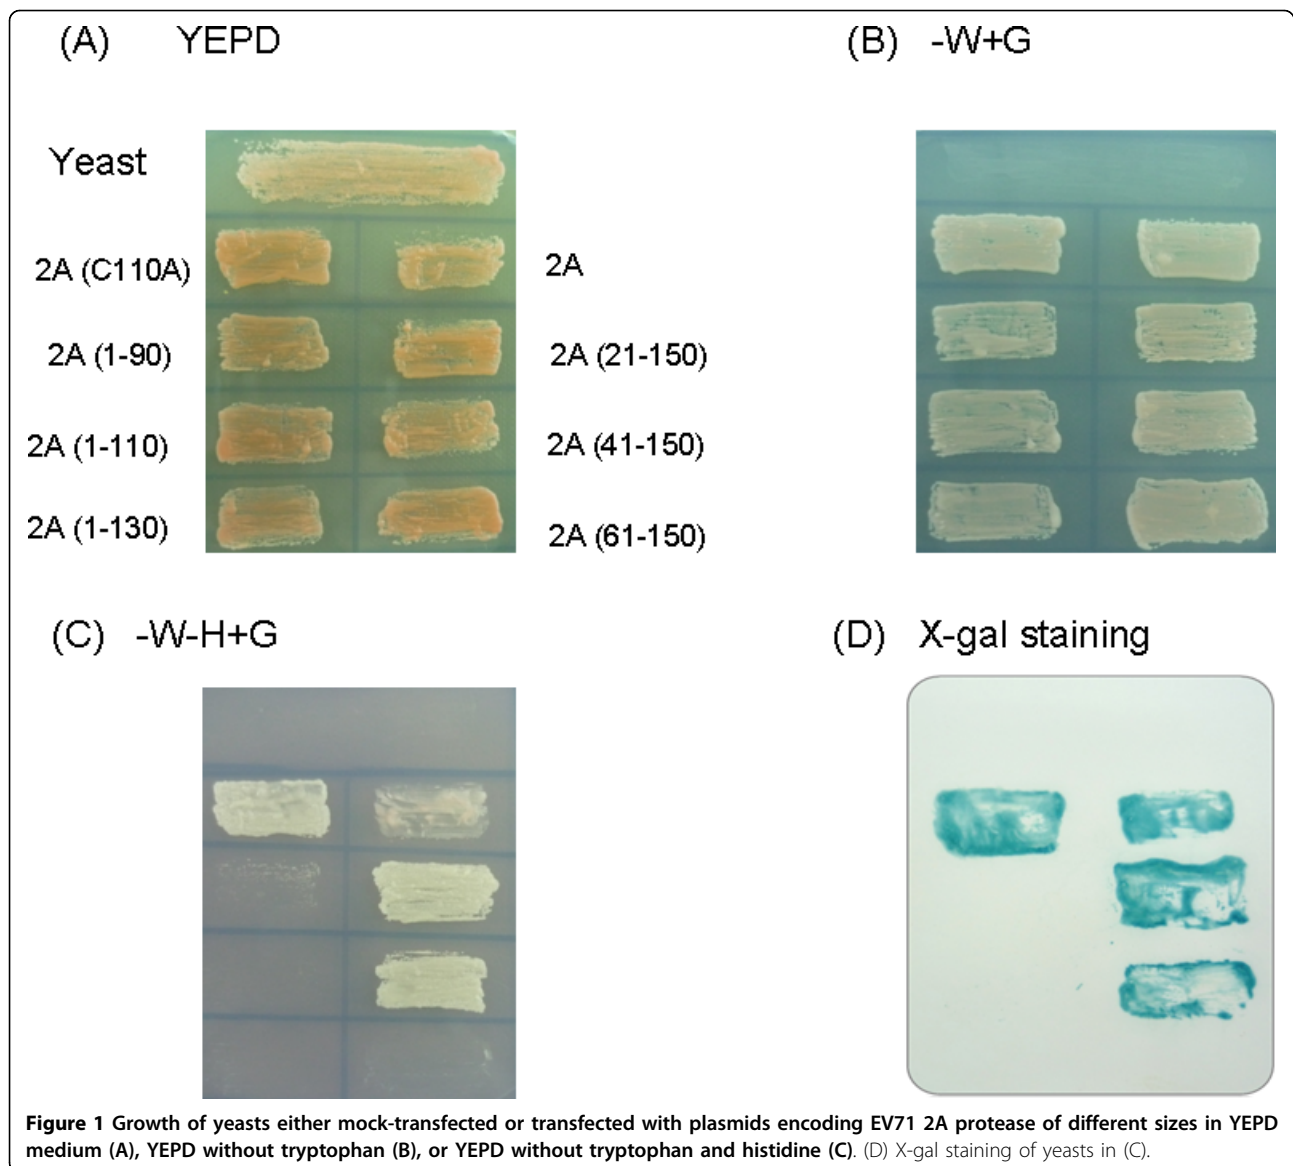 (A) YEPD
(B) -W+G
Yeast
2A (C110A)
2A
2A (1-90)
2A (21-150)
2A (1-110)
2A (41-150)
2A (1-130)
2A (61-150)
(C) -W-H+G
(D) X-gal staining
Figure 1 Growth of yeasts either mock-transfected or transfected with plasmids encoding EV71 2A protease of different sizes in YEPD
medium (A), YEPD without tryptophan (B), or YEPD without tryptophan and histidine (C). (D) X-gal staining of yeasts in (C).